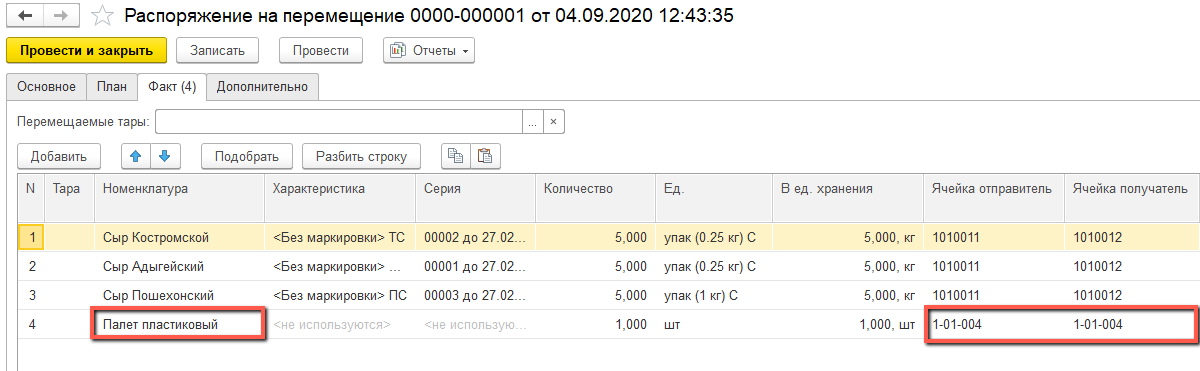 Распоряжение на перемещение 0000-000001 от 04.09.2020 12:43:35
Провести и закрыть Записать Провести Отчеты
Основное План Факт (4) Дополнительно
Перемещаемые тары: ... ×
Добавить Подобрать Разбить строку
N Тара Номенклатура Характеристика Серия Количество Ед. В ед. хранения Ячейка отправитель Ячейка получатель
1 Сыр Костромской <Без маркировки> ТС 00002 до 27.02... 5,000 упак (0.25 кг) С 5,000, кг 1010011 1010012
2 Сыр Адыгейский <Без маркировки> ... 00001 до 27.02... 5,000 упак (0.25 кг) С 5,000, кг 1010011 1010012
3 Сыр Пошехонский <Без маркировки> ПС 00003 до 27.02... 5,000 упак (1 кг) С 5,000, кг 1010011 1010012
4 Палет пластиковый <не используются> <не использую... 1,000 шт 1,000, шт 1-01-004 1-01-004